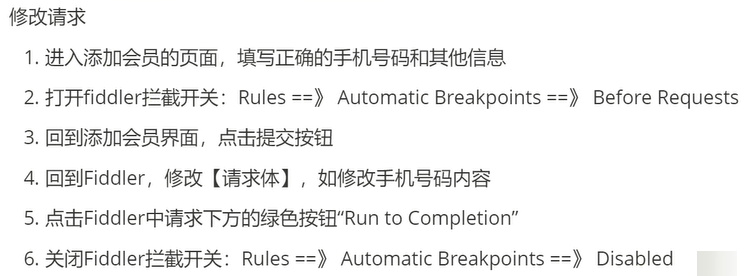 修改请求
1. 进入添加会员的页面，填写正确的手机号码和其他信息
2. 打开fiddler拦截开关：Rules ==》 Automatic Breakpoints ==》 Before Requests
3. 回到添加会员界面，点击提交按钮
4. 回到Fiddler，修改【请求体】，如修改手机号码内容
5. 点击Fiddler中请求下方的绿色按钮“Run to Completion”
6. 关闭Fiddler拦截开关：Rules ==》 Automatic Breakpoints ==》 Disabled